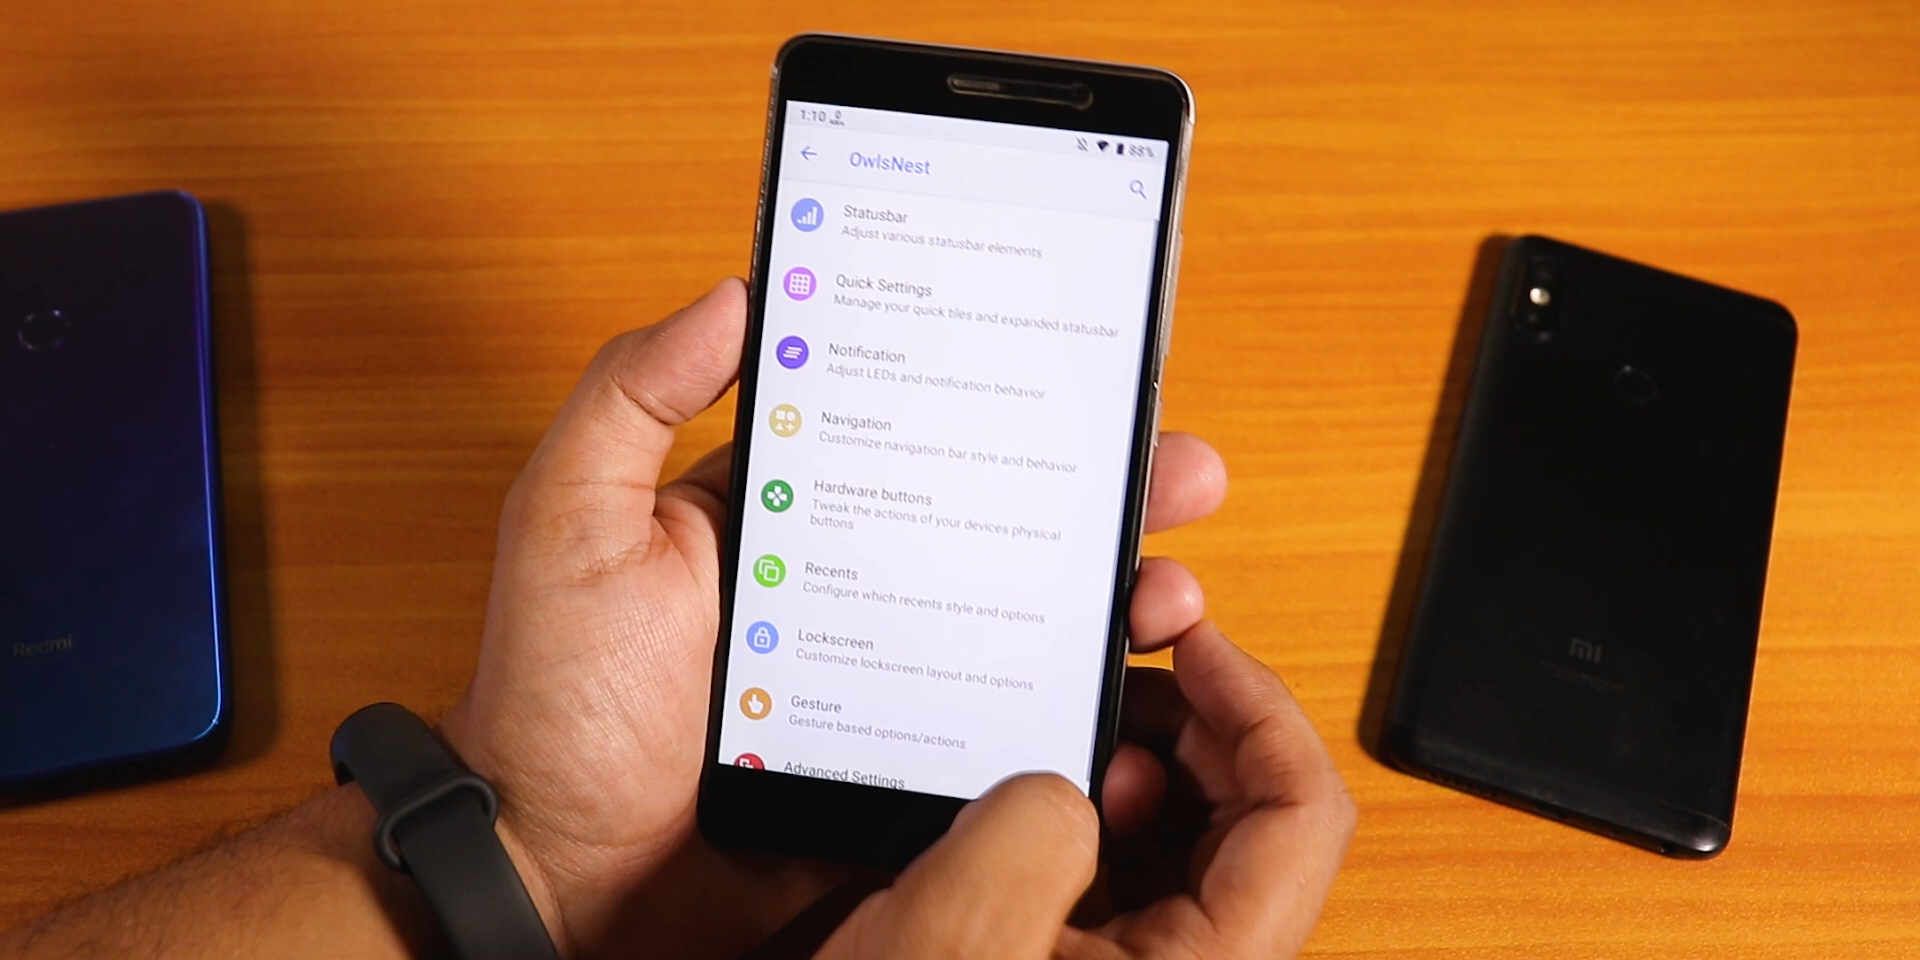 1:10
88%
OwlsNest
Statusbar
Adjust various statusbar elements
Quick Settings
Manage your quick tiles and expanded statusbar
Notification
Adjust LEDs and notification behavior
Navigation
Customize navigation bar style and behavior
Hardware buttons
Tweak the actions of your devices physical
buttons
Recents
Configure which recents style and options
Lockscreen
Customize lockscreen layout and options
Gesture
Gesture based options/actions
Advanced Settings
Redmi
mi